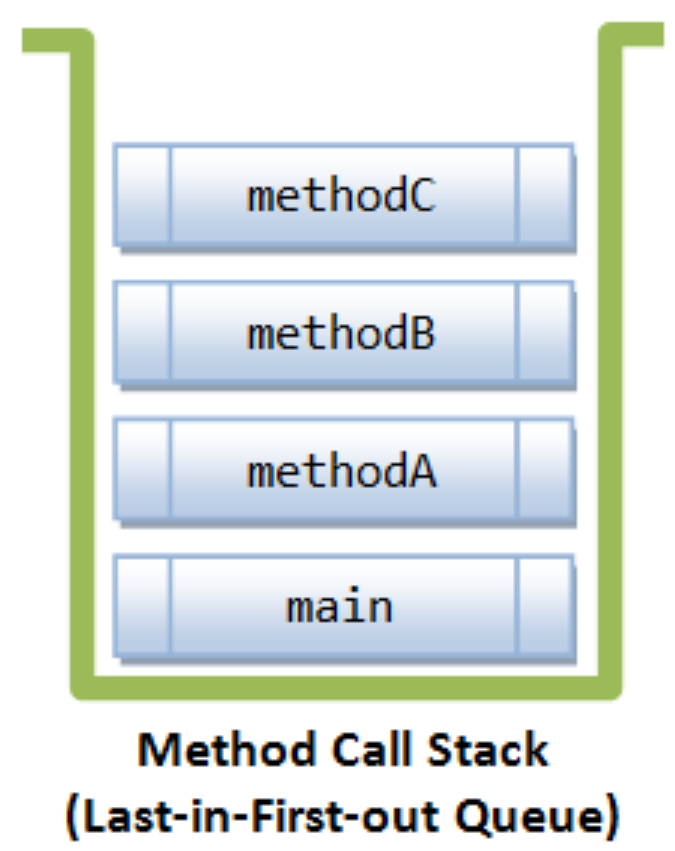 methodC
methodB
methodA
main
Method Call Stack
(Last-in-First-out Queue)